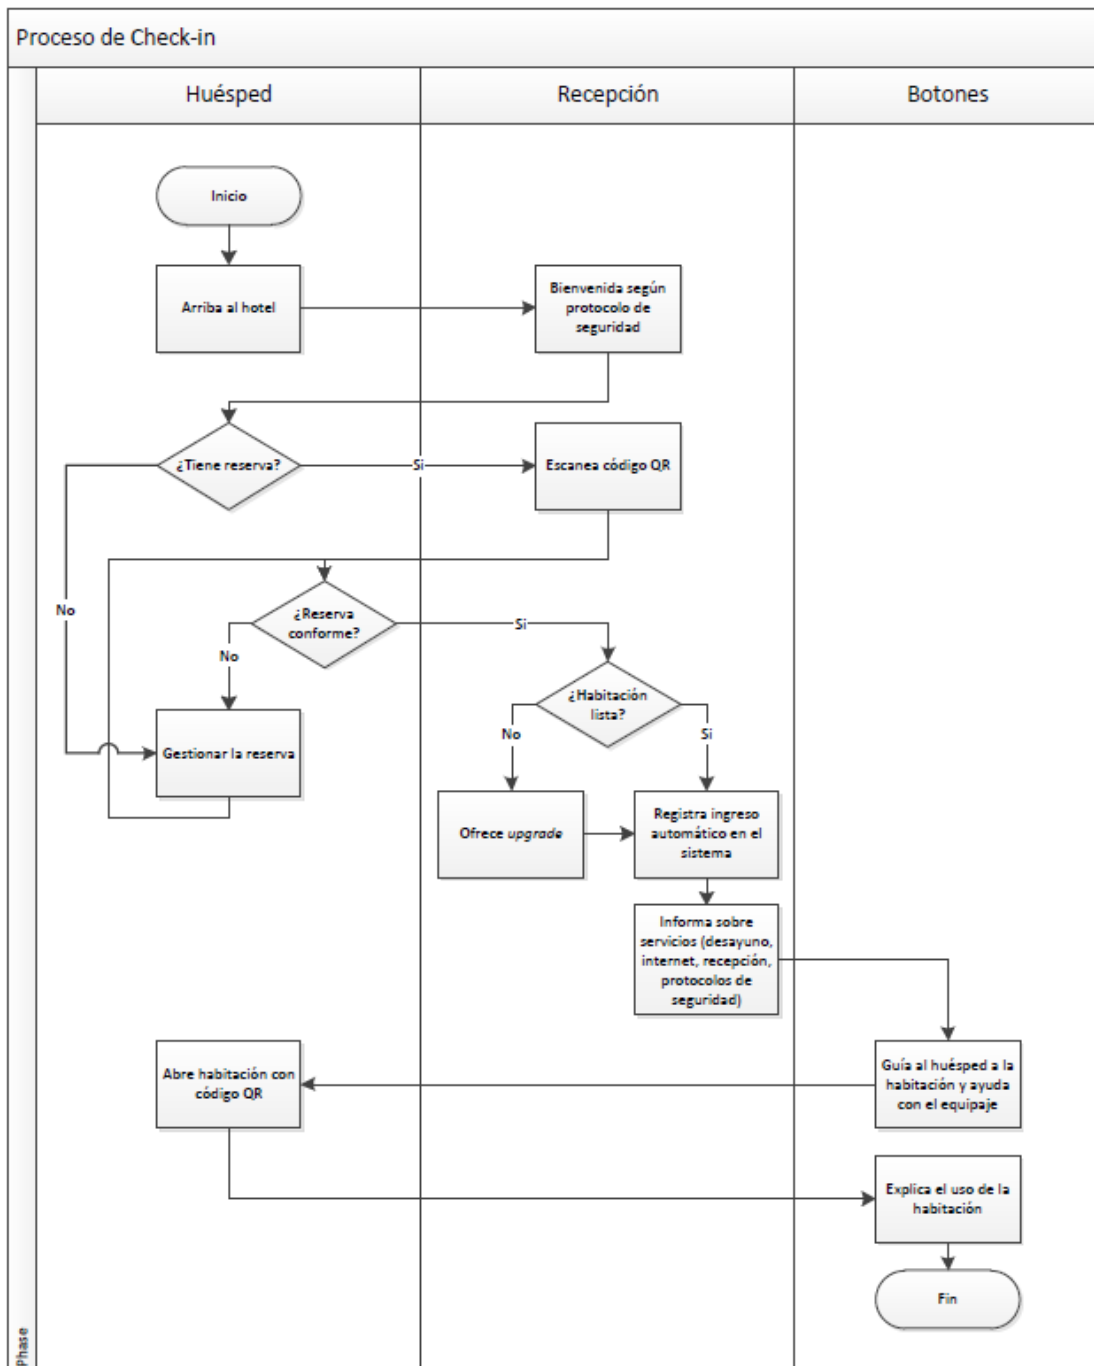 Proceso de Check-in
Huésped
Recepción
Botones
Inicio
Arriba al hotel
Bienvenida según
protocolo de
seguridad
¿Tiene reserva?
Si
Escanea código QR
No
¿Reserva
conforme?
Si
No
¿Habitación
lista?
No
Si
Gestionar la reserva
Ofrece upgrade
Registra ingreso
automático en el
sistema
Informa sobre
servicios (desayuno,
internet, recepción,
protocolos de
seguridad)
Abre habitación con
código QR
Guía al huésped a la
habitación y ayuda
con el equipaje
Explica el uso de la
habitación
Fin
Phase